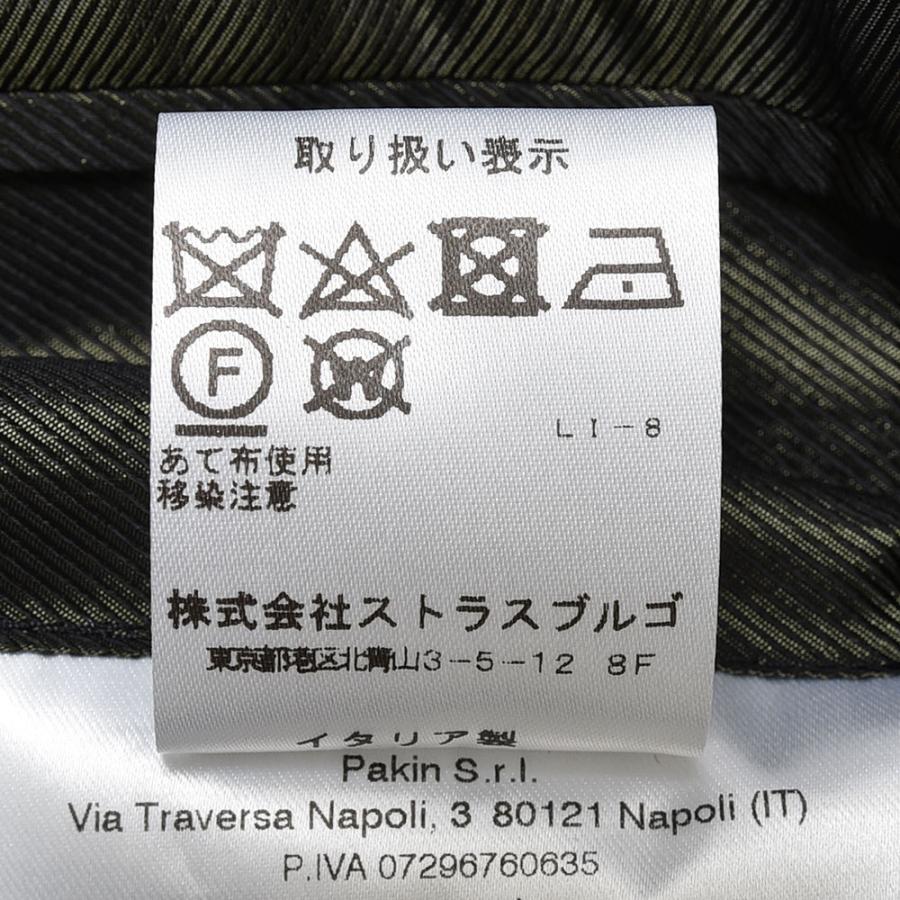 取り扱い表示
F W
LI-8
あて布使用
移染注意
株式会社ストラスブルゴ
東京都港区北青山3-5-12 8F
イタリア製
Pakin S.r.l.
Via Traversa Napoli, 3 80121 Napoli (IT)
P.IVA 07296760635